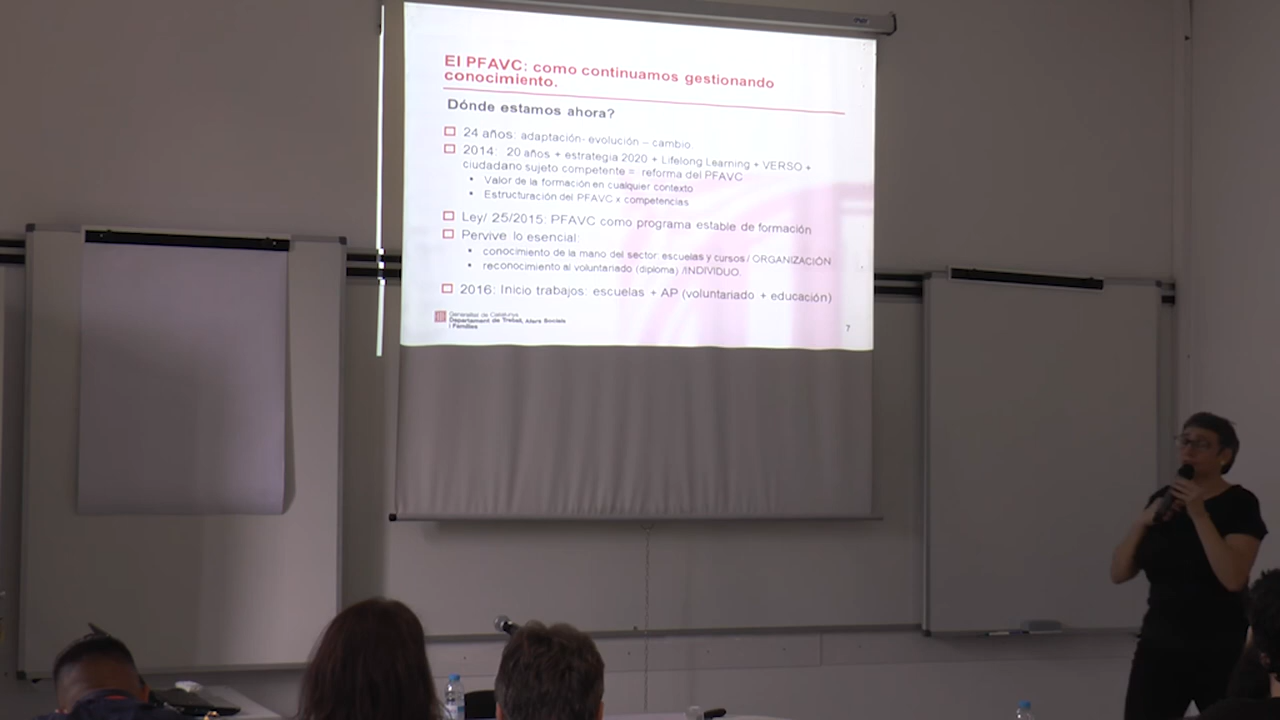 El PFAVC: como continuamos gestionando
conocimiento.
Dónde estamos ahora?
24 años: adaptación- evolución – cambio
2014: 20 años + estrategia 2020 + Lifelong Learning + VERSO +
ciudadano sujeto competente = reforma del PFAVC
• Valor de la formación en cualquier contexto
• Estructuración del PFAVC x competencias
Ley/ 25/2015: PFAVC como programa estable de formación
Pervive lo esencial:
• conocimiento de la mano del sector: escuelas y cursos / ORGANIZACIÓN
• reconocimiento al voluntariado (diploma) /INDIVIDUO.
2016: Inicio trabajos: escuelas + AP (voluntariado + educación)
Generalitat de Catalunya
Departament de Treball, Afers Socials
i Famílies
7